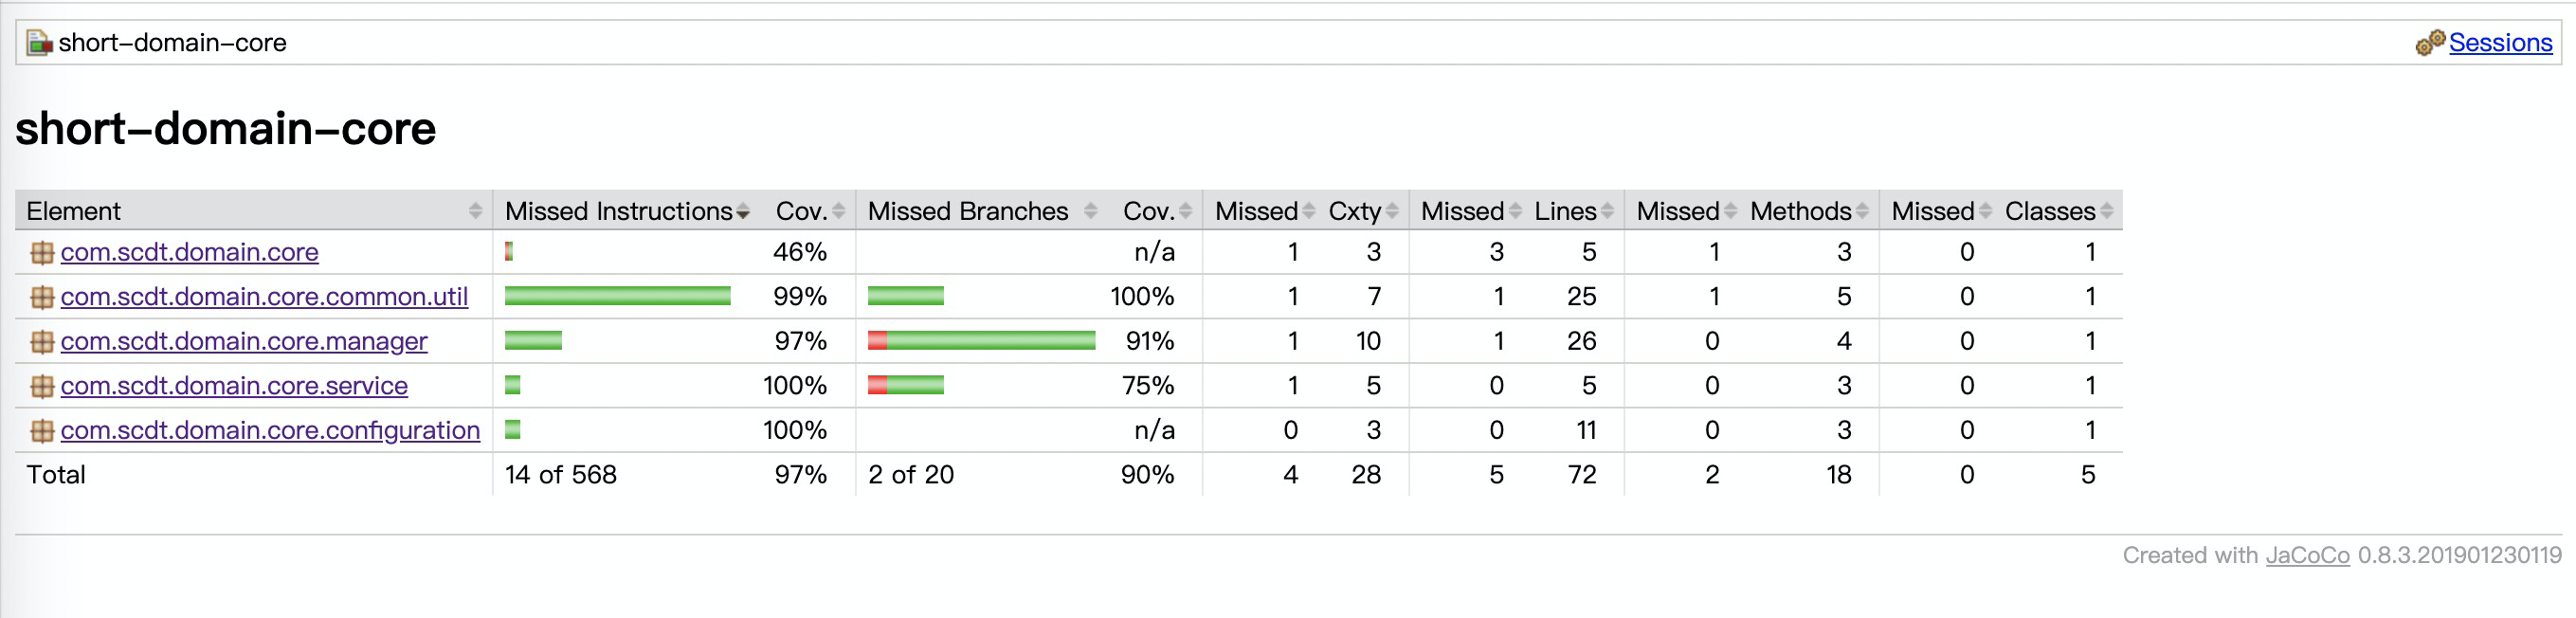 short-domain-core Sessions
short-domain-core
Element Missed Instructions Cov. Missed Branches Cov. Missed Cxty Missed Lines Missed Methods Missed Classes
com.scdt.domain.core 46% n/a 1 3 3 5 1 3 0 1
com.scdt.domain.core.common.util 99% 100% 1 7 1 25 1 5 0 1
com.scdt.domain.core.manager 97% 91% 1 10 1 26 0 4 0 1
com.scdt.domain.core.service 100% 75% 1 5 0 5 0 3 0 1
com.scdt.domain.core.configuration 100% n/a 0 3 0 11 0 3 0 1
Total 14 of 568 97% 2 of 20 90% 4 28 5 72 2 18 0 5
Created with JaCoCo 0.8.3.201901230119